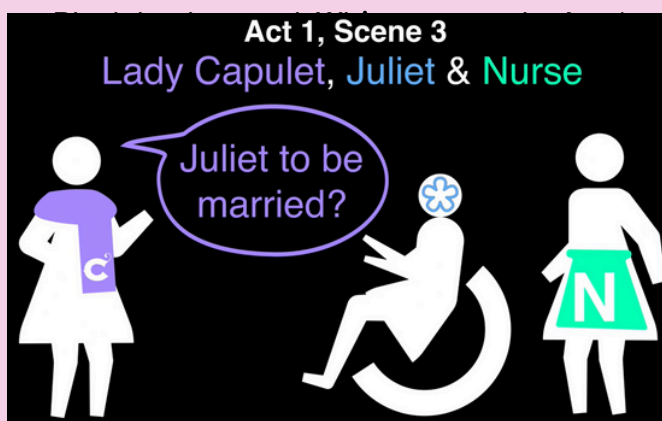 Act 1, Scene 3
Lady Capulet, Juliet & Nurse
Juliet to be
married?
C
N